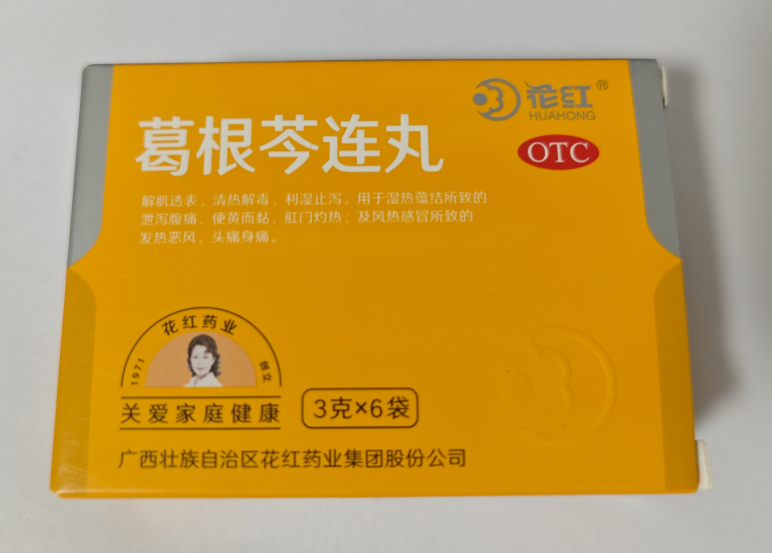 花红®
HUAHONG
葛根芩连丸
OTC
解肌透表、清热解毒、利湿止泻。用于湿热蕴结所致的
泄泻腹痛、便黄而黏、肛门灼热；及风热感冒所致的
发热恶风、头痛身痛。
花红药业
1971
创立
关爱家庭健康
3克×6袋
广西壮族自治区花红药业集团股份公司